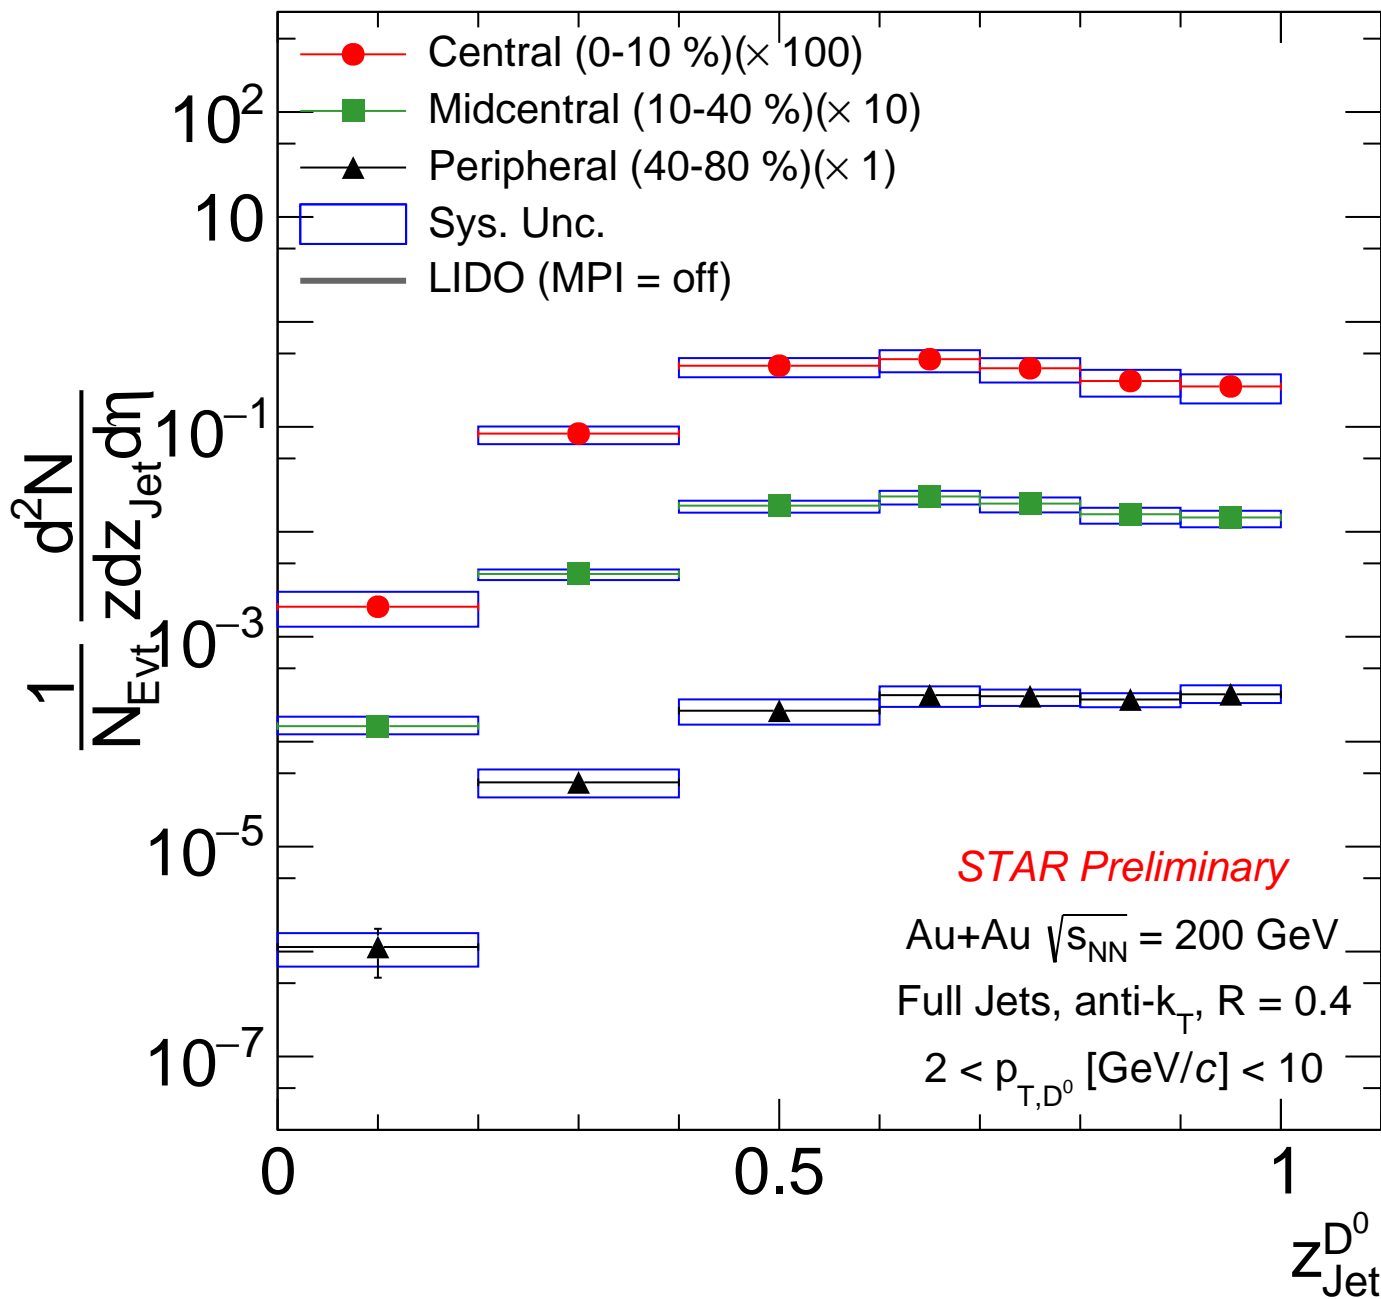 Central (0-10 %)(× 100)
Midcentral (10-40 %)(× 10)
Peripheral (40-80 %)(× 1)
Sys. Unc.
LIDO (MPI = off)
10²
10
10⁻¹
10⁻³
10⁻⁵
10⁻⁷
1 / N_Evt. d²N / zdz_Jet dη
STAR Preliminary
Au+Au √s_NN = 200 GeV
Full Jets, anti-k_T, R = 0.4
2 < p_T,D⁰ [GeV/c] < 10
0 0.5 1
z_Jet^D⁰